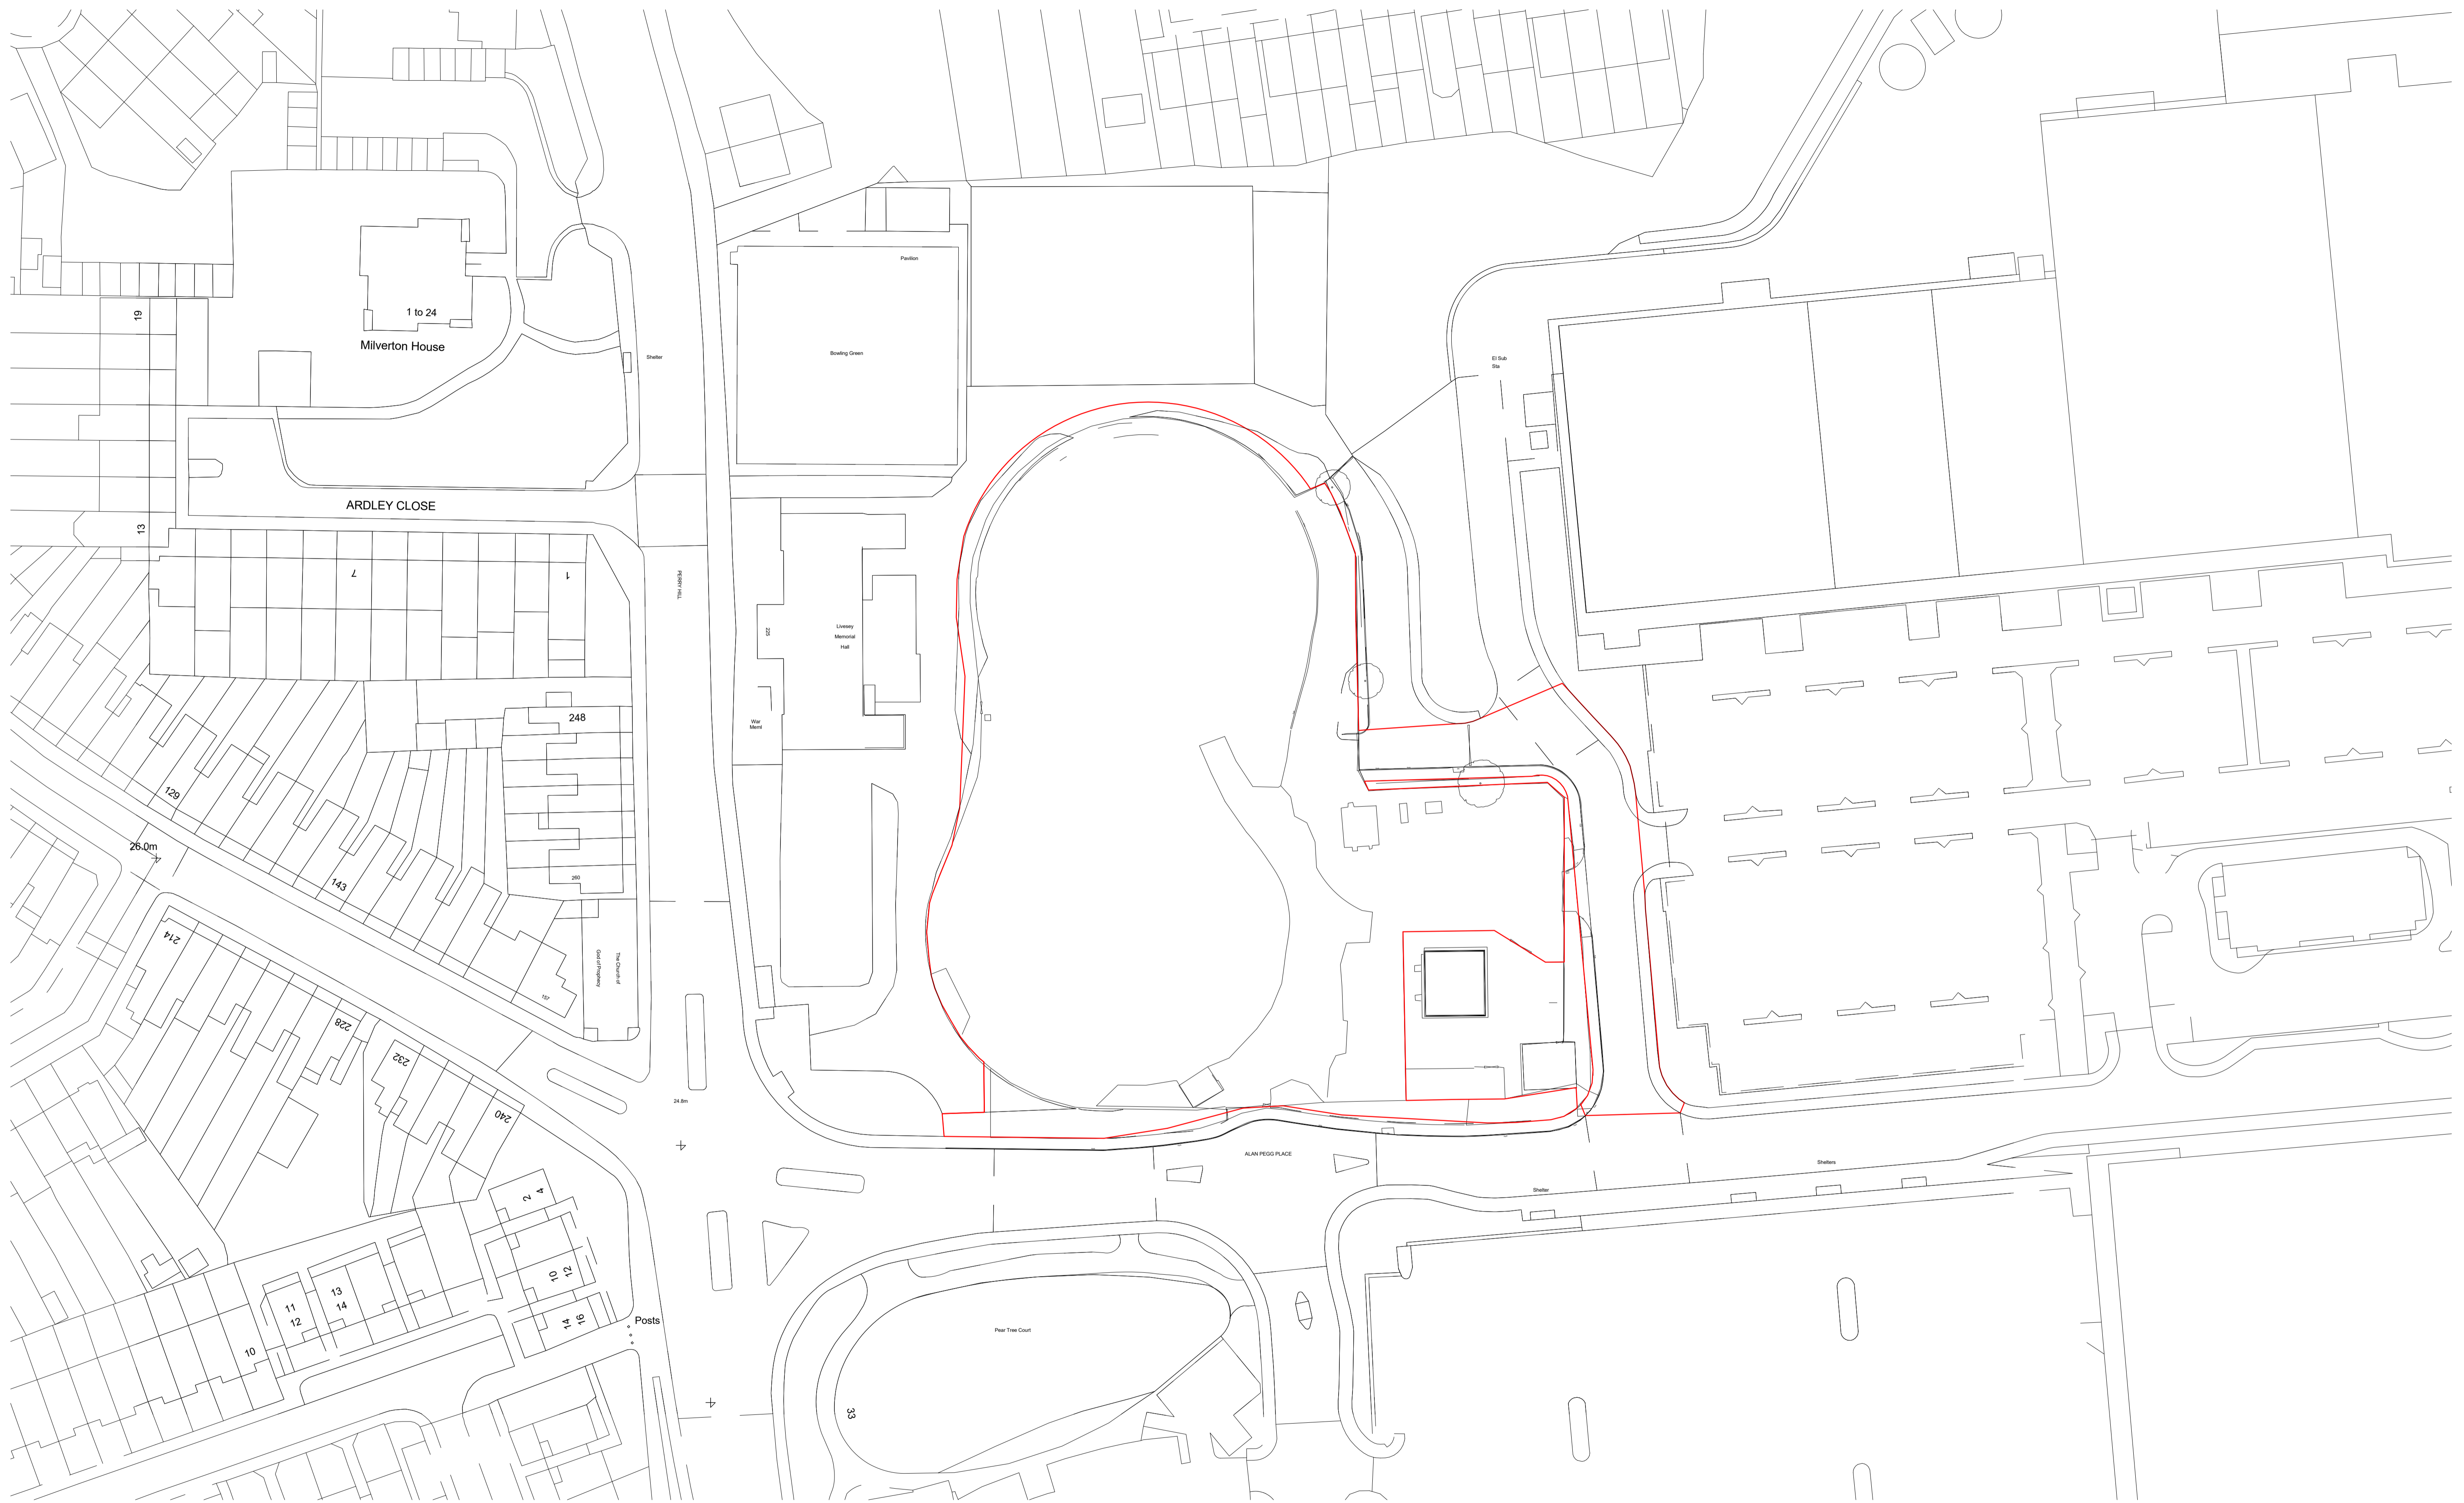 Pavilion
19
1 to 24
Milverton House
Shelter
Bowling Green
El Sub
Sta
ARDLEY CLOSE
13
7
1
PERRY HILL
225
Livesey
Memorial
Hall
War
Meml
248
129
26.0m
143
260
The Church of
God of Prophecy
157
214
228
232
240
24.8m
ALAN PEGG PLACE
Shelters
Shelter
2
4
10
12
14
16
13
14
11
12
10
Posts
Pear Tree Court
33